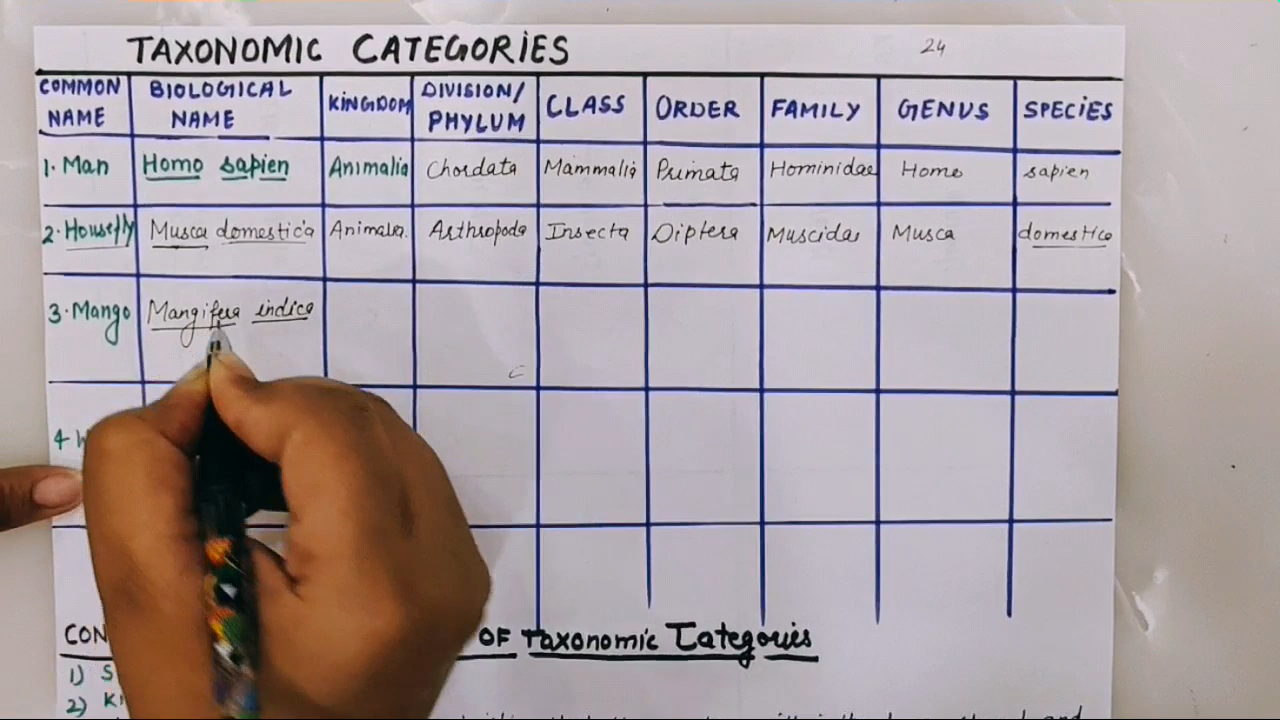 TAXONOMIC CATEGORIES 24
COMMON NAME BIOLOGICAL NAME KINGDOM DIVISION/ PHYLUM CLASS ORDER FAMILY GENUS SPECIES
1. Man Homo sapien Animalia Chordata Mammalia Primata Hominidae Homo sapien
2. Housefly Musca domestica Animalia. Arthropoda Insecta Diptera Muscidae Musca domestica
3. Mango Mangifera indica
4
OF Taxonomic Categories
1)
2)